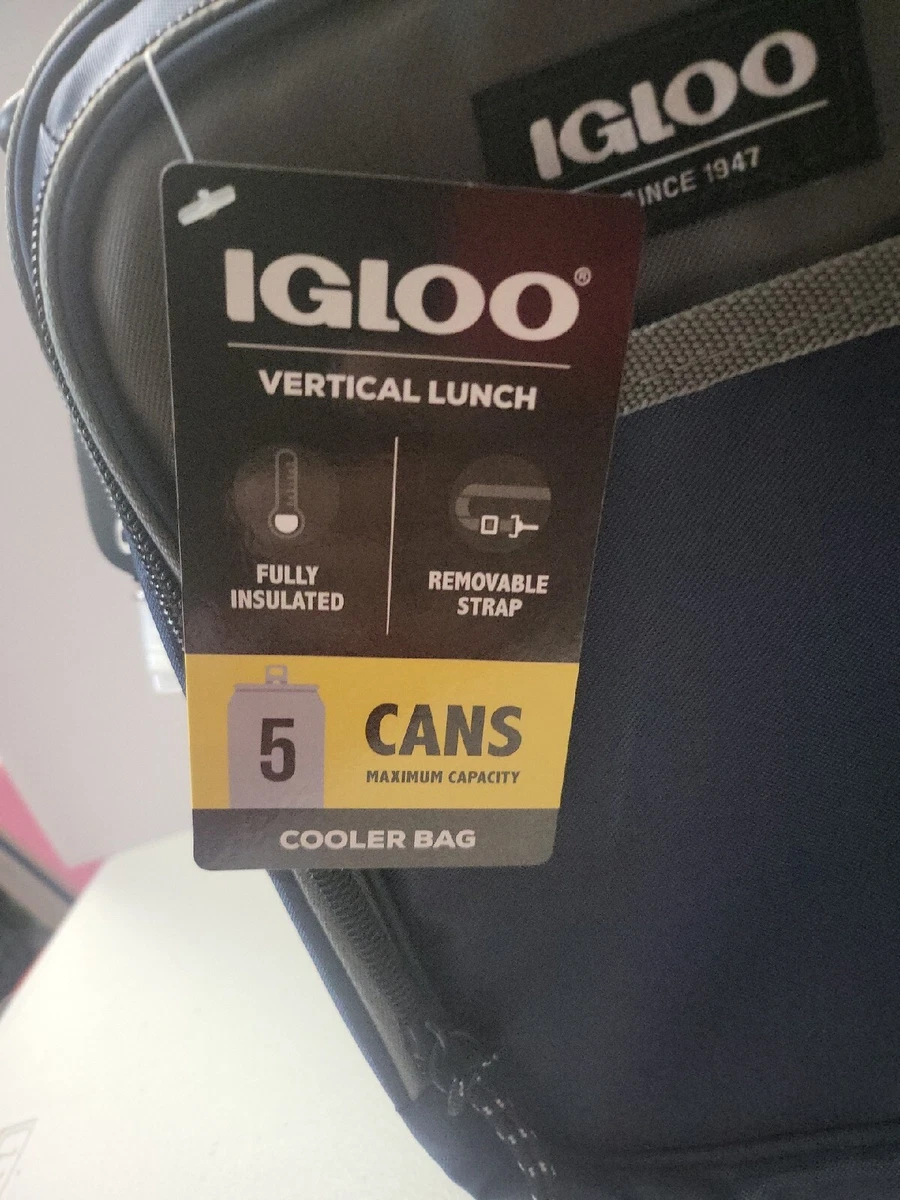 IGLOO
SINCE 1947
IGLOO®
VERTICAL LUNCH
FULLY
INSULATED
REMOVABLE
STRAP
5
CANS
MAXIMUM CAPACITY
COOLER BAG